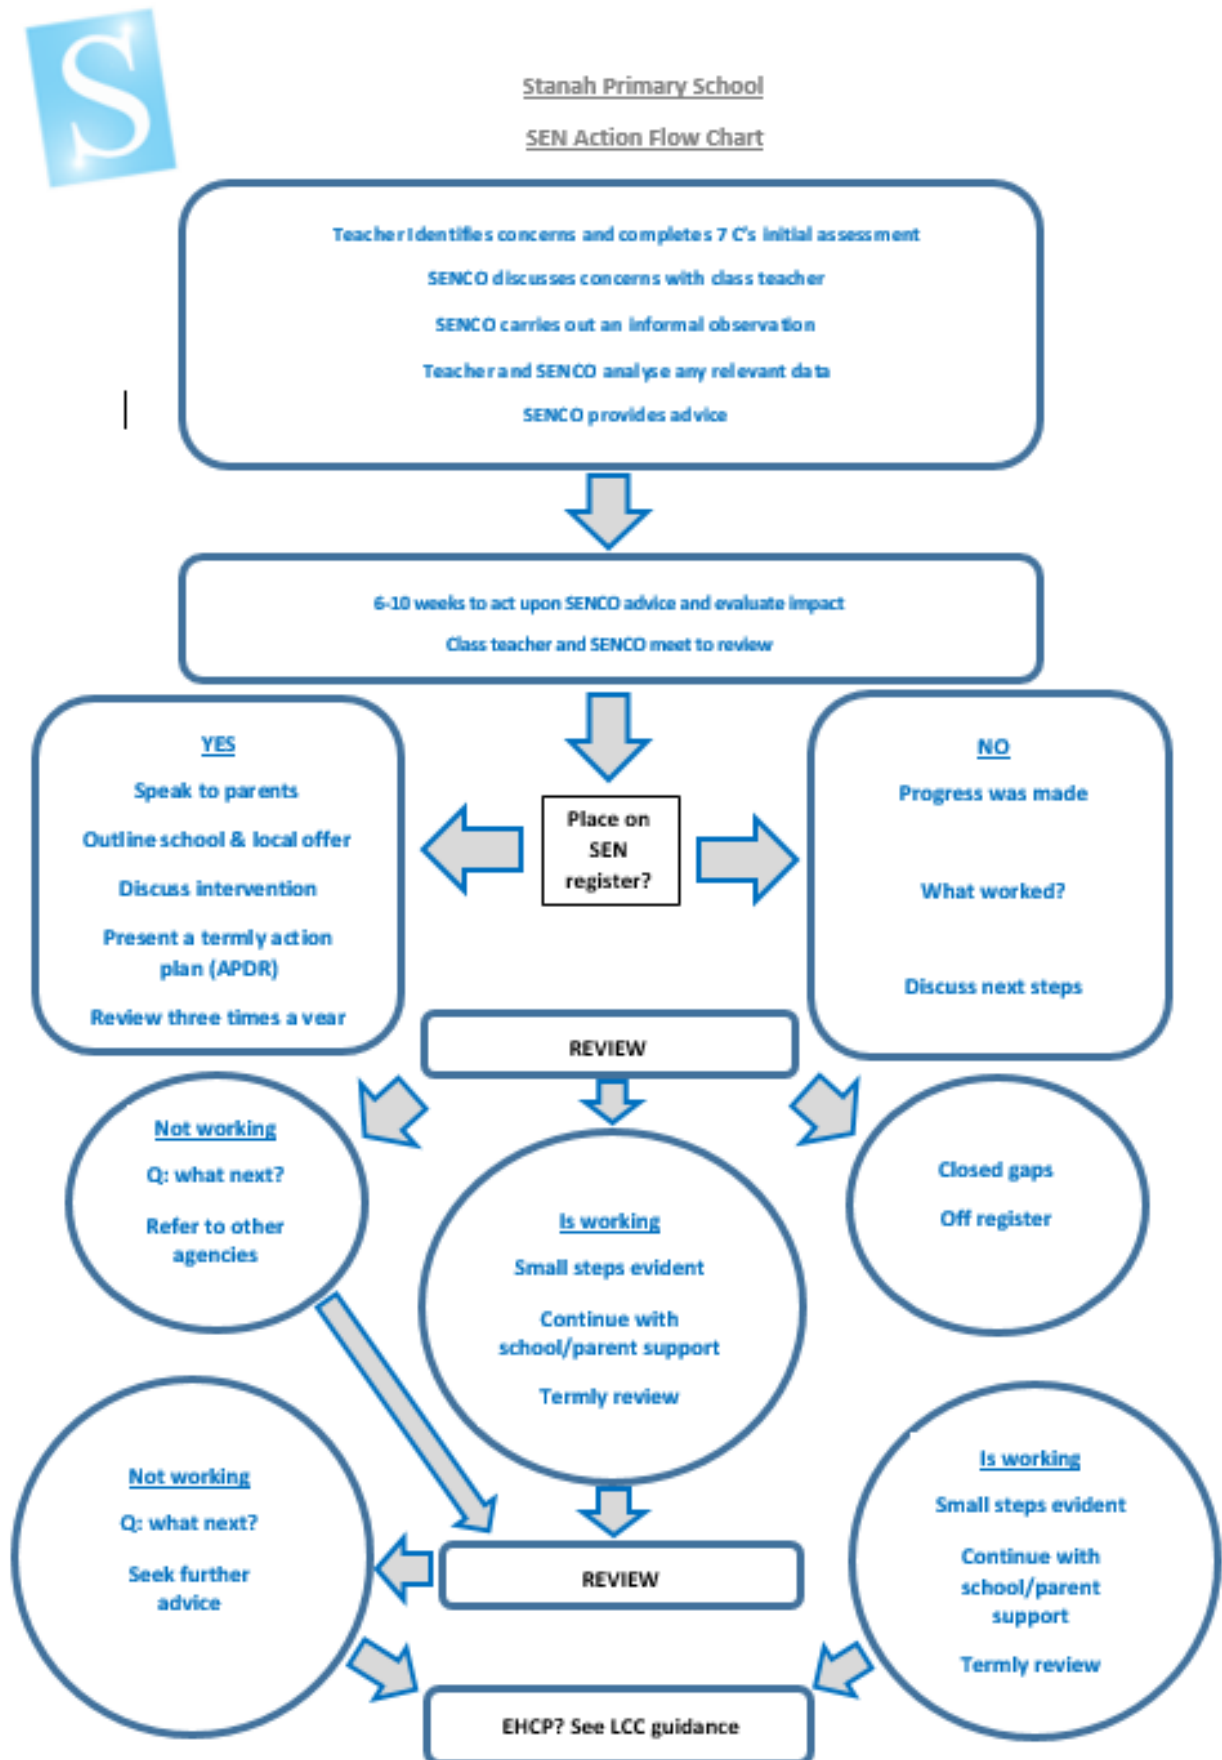 S
Stanah Primary School
SEN Action Flow Chart
Teacher Identifies concerns and completes 7 C's initial assessment
SENCO discusses concerns with class teacher
SENCO carries out an informal observation
Teacher and SENCO analyse any relevant data
SENCO provides advice
6-10 weeks to act upon SENCO advice and evaluate impact
Class teacher and SENCO meet to review
YES
Speak to parents
Outline school & local offer
Discuss intervention
Present a termly action
plan (APDR)
Review three times a year
Place on
SEN
register?
NO
Progress was made
What worked?
Discuss next steps
REVIEW
Not working
Q: what next?
Refer to other
agencies
Is working
Small steps evident
Continue with
school/parent support
Termly review
Closed gaps
Off register
Not working
Q: what next?
Seek further
advice
REVIEW
Is working
Small steps evident
Continue with
school/parent
support
Termly review
EHCP? See LCC guidance